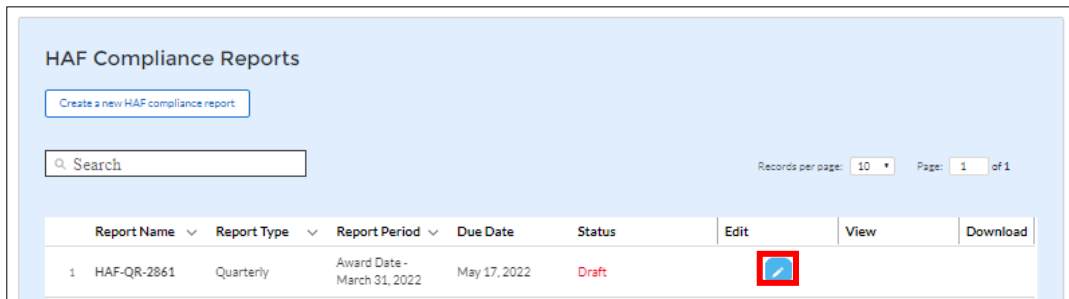 HAF Compliance Reports
Create a new HAF compliance report
Search
Records per page: 10 Page: 1 of 1
Report Name Report Type Report Period Due Date Status Edit View Download
1 HAF-QR-2861 Quarterly Award Date - May 17, 2022 Draft
March 31, 2022